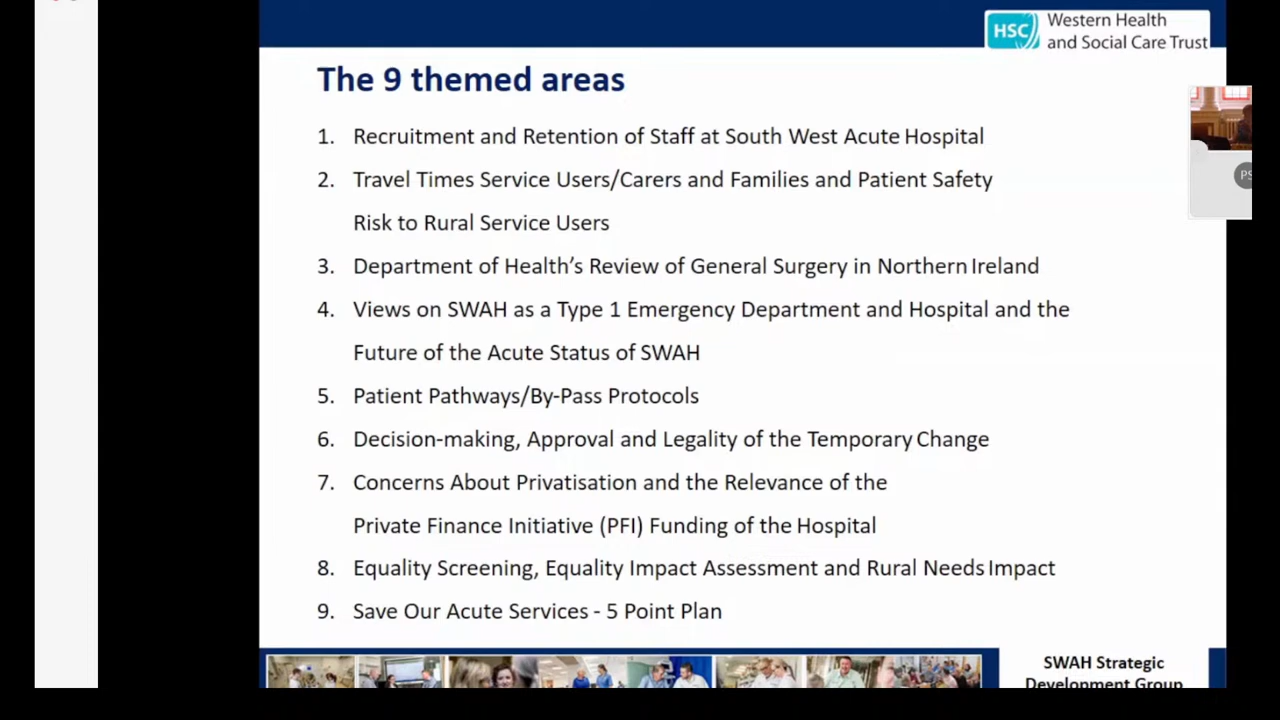 HSC
Western Health
and Social Care Trust
The 9 themed areas
1. Recruitment and Retention of Staff at South West Acute Hospital
2. Travel Times Service Users/Carers and Families and Patient Safety
Risk to Rural Service Users
3. Department of Health’s Review of General Surgery in Northern Ireland
4. Views on SWAH as a Type 1 Emergency Department and Hospital and the
Future of the Acute Status of SWAH
5. Patient Pathways/By-Pass Protocols
6. Decision-making, Approval and Legality of the Temporary Change
7. Concerns About Privatisation and the Relevance of the
Private Finance Initiative (PFI) Funding of the Hospital
8. Equality Screening, Equality Impact Assessment and Rural Needs Impact
9. Save Our Acute Services - 5 Point Plan
PS
SWAH Strategic
Development Group